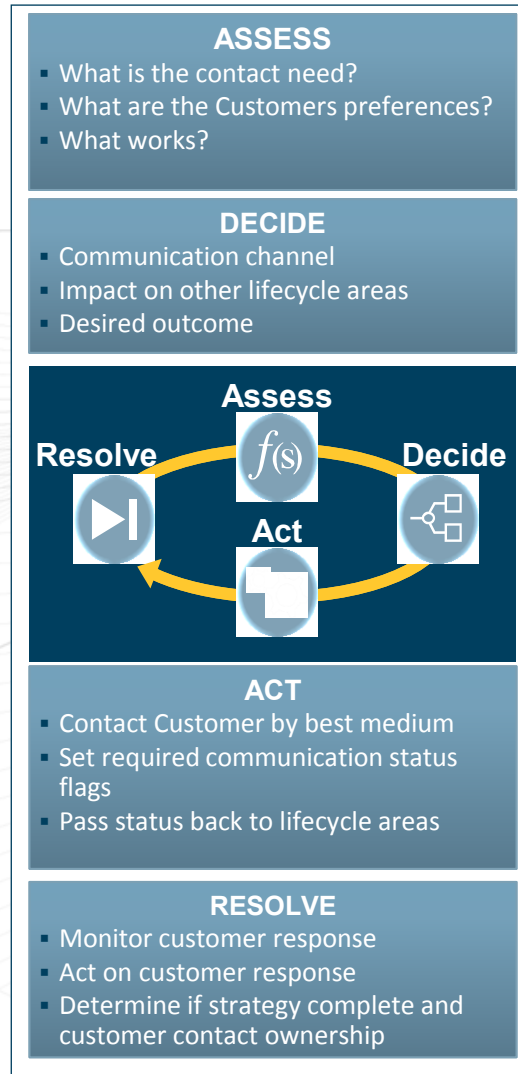 ASSESS
▪ What is the contact need?
▪ What are the Customers preferences?
▪ What works?
DECIDE
▪ Communication channel
▪ Impact on other lifecycle areas
▪ Desired outcome
Assess
Resolve
f(s)
Decide
Act
ACT
▪ Contact Customer by best medium
▪ Set required communication status
flags
▪ Pass status back to lifecycle areas
RESOLVE
▪ Monitor customer response
▪ Act on customer response
▪ Determine if strategy complete and
customer contact ownership